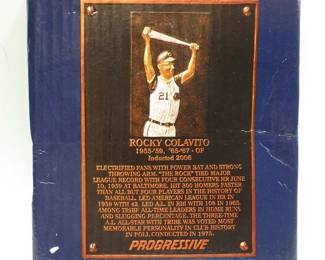 21
ROCKY COLAVITO
1955-'59, '65-'67 - OF
Inducted 2006
ELECTRIFIED FANS WITH POWER BAT AND STRONG
THROWING ARM. "THE ROCK" TIED MAJOR
LEAGUE RECORD WITH FOUR CONSECUTIVE HR JUNE
10, 1959 AT BALTIMORE. HIT 300 HOMERS FASTER
THAN ALL BUT FOUR PLAYERS IN THE HISTORY OF
BASEBALL. LED AMERICAN LEAGUE IN HR IN
1959 WITH 42. LED A.L. IN RBI WITH 108 IN 1965.
AMONG TRIBE ALL-TIME LEADERS IN HOME RUNS
AND SLUGGING PERCENTAGE. THE THREE-TIME
A.L. ALL-STAR WITH TRIBE WAS VOTED MOST
MEMORABLE PERSONALITY IN CLUB HISTORY
IN POLL CONDUCTED IN 1975.
PROGRESSIVE